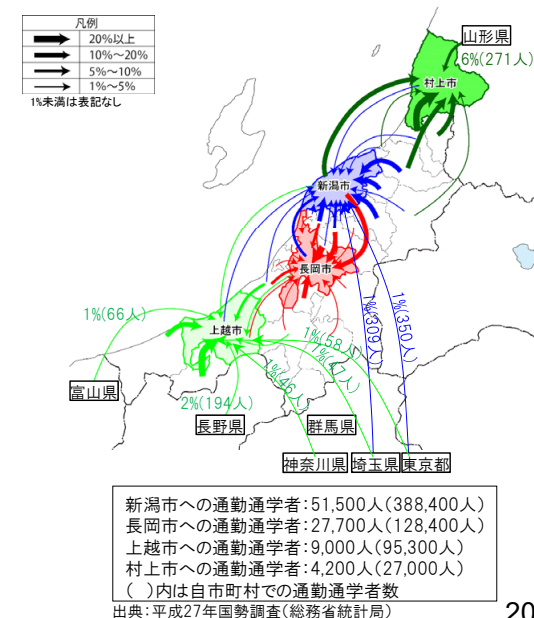 凡例
20%以上
10%~20%
5%~10%
1%~5%
1%未満は表記なし
山形県
6%(271人)
村上市
新潟市
長岡市
上越市
1%(66人)
1%(58人)
1%(47人)
1%(46人)
1%(309人)
1%(350人)
2%(194人)
富山県
長野県
群馬県
神奈川県
埼玉県
東京都
新潟市への通勤通学者:51,500人(388,400人)
長岡市への通勤通学者:27,700人(128,400人)
上越市への通勤通学者:9,000人(95,300人)
村上市への通勤通学者:4,200人(27,000人)
( )内は自市町村での通勤通学者数
出典:平成27年国勢調査(総務省統計局)
20